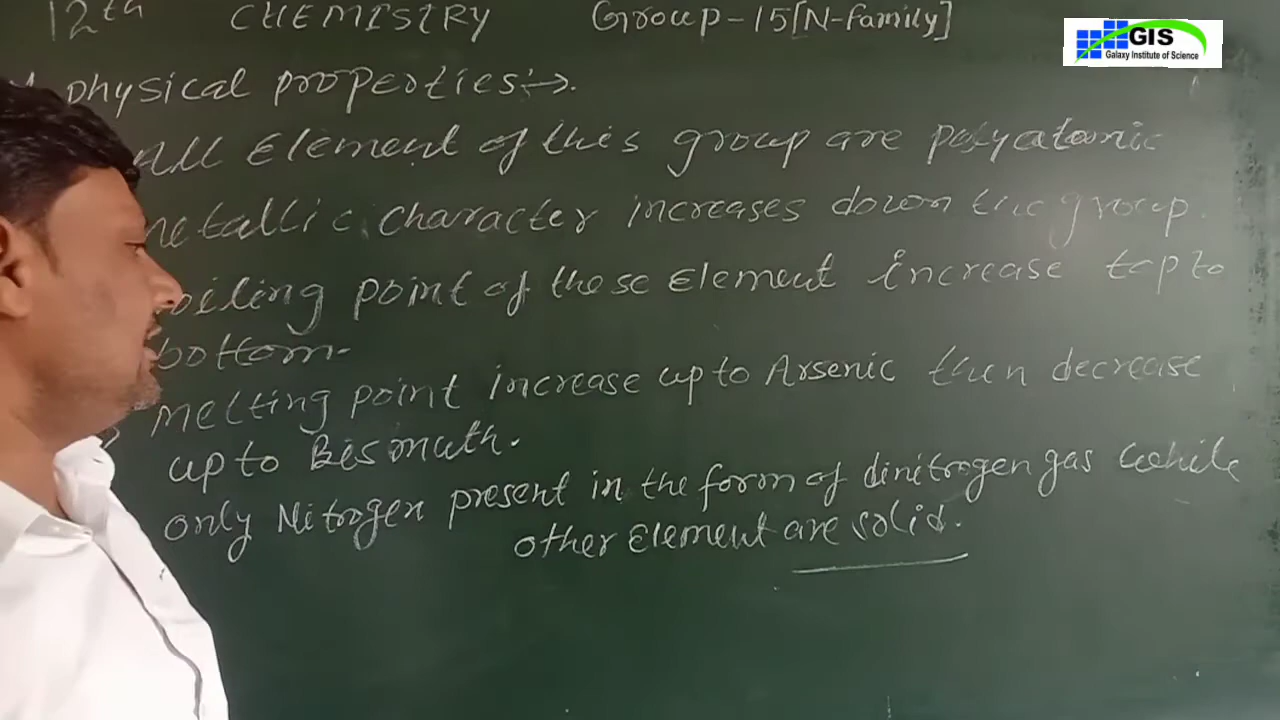 12th CHEMISTRY Group-15[N-family]
GIS
Galaxy Institute of Science
physical properties:→.
All Element of this group are polyatomic
metallic character increases down the group.
oiling point of these Element increase top to
bottom-
melting point increase up to Arsenic then decrease
up to Bismuth.
only Nitrogen present in the form of dinitrogen gas while
other Element are solid.